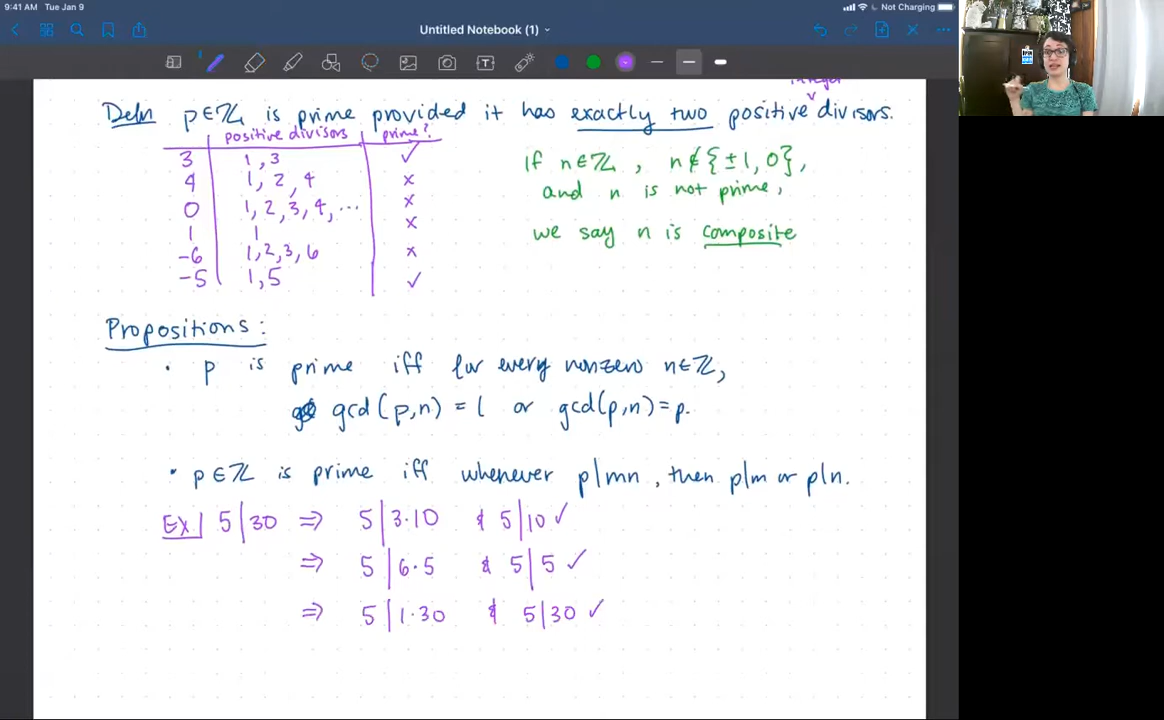 9:41 AM Tue Jan 9
Not Charging
Untitled Notebook (1)
integer
Defn p∈ℤ is prime provided it has exactly two positive divisors.
positive divisors prime?
3 1, 3 ✓
4 1, 2, 4 ×
0 1, 2, 3, 4, ... ×
1 1 ×
-6 1, 2, 3, 6 ×
-5 1, 5 ✓
If n∈ℤ, n∉{±1, 0},
and n is not prime,
we say n is composite
Propositions:
• p is prime iff for every nonzero n∈ℤ,
gcd(p,n) = 1 or gcd(p,n) = p.
• p∈ℤ is prime iff whenever p|mn, then p|m or p|n.
Ex| 5|30 ⇒ 5|3·10 & 5|10 ✓
⇒ 5|6·5 & 5|5 ✓
⇒ 5|1·30 & 5|30 ✓